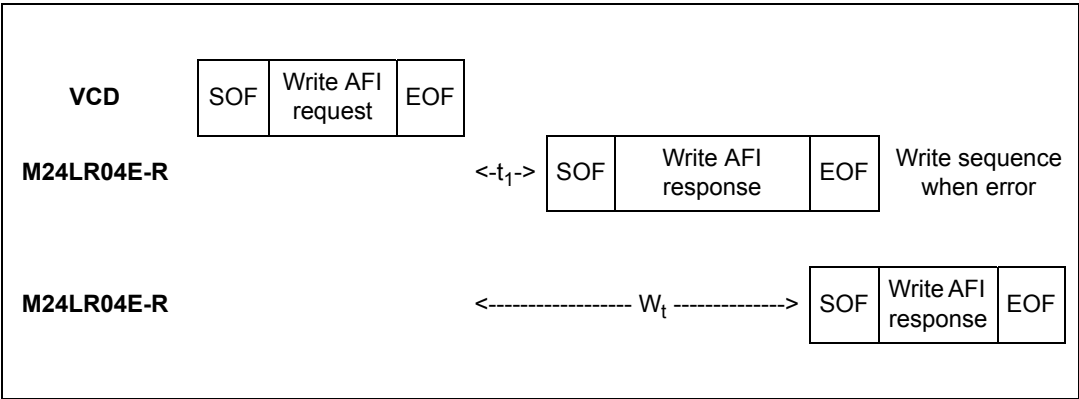 VCD SOF Write AFI request EOF
M24LR04E-R <-t1-> SOF Write AFI response EOF Write sequence when error
M24LR04E-R <------------------ Wt --------------> SOF Write AFI response EOF